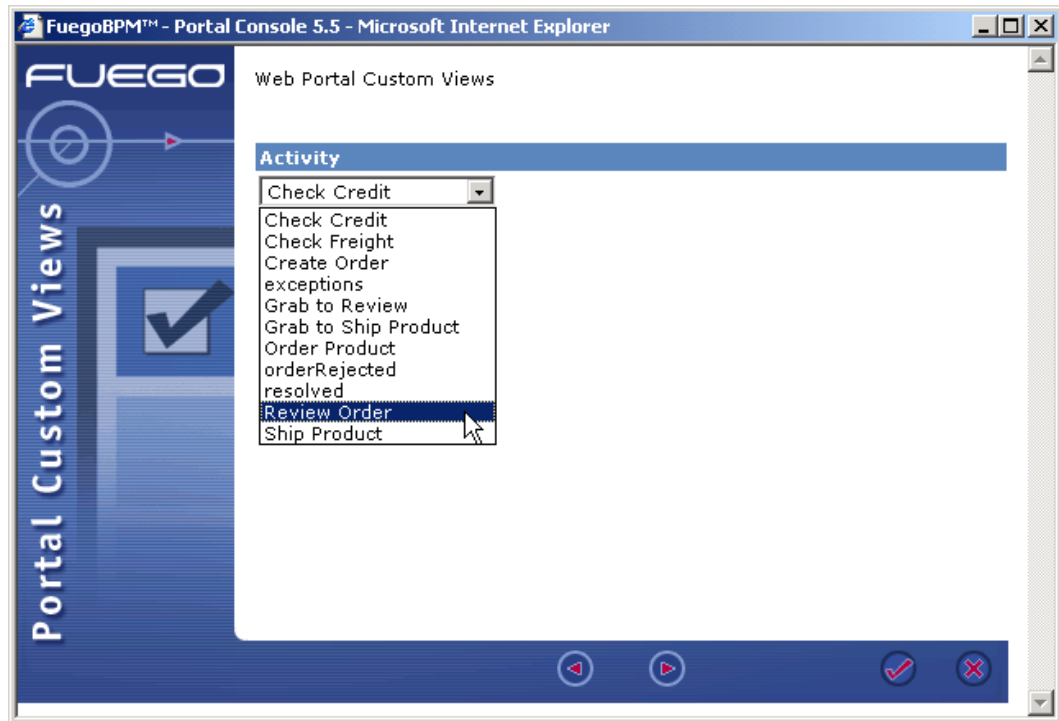 FuegoBPM™ - Portal Console 5.5 - Microsoft Internet Explorer
FUEGO
Web Portal Custom Views
Portal Custom Views
Activity
Check Credit
Check Credit
Check Freight
Create Order
exceptions
Grab to Review
Grab to Ship Product
Order Product
orderRejected
resolved
Review Order
Ship Product